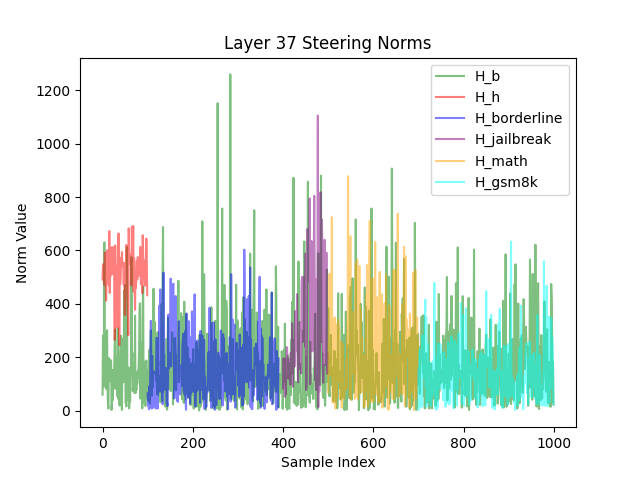 Layer 37 Steering Norms
H_b
H_h
H_borderline
H_jailbreak
H_math
H_gsm8k
Norm Value
1200
1000
800
600
400
200
0
0 200 400 600 800 1000
Sample Index